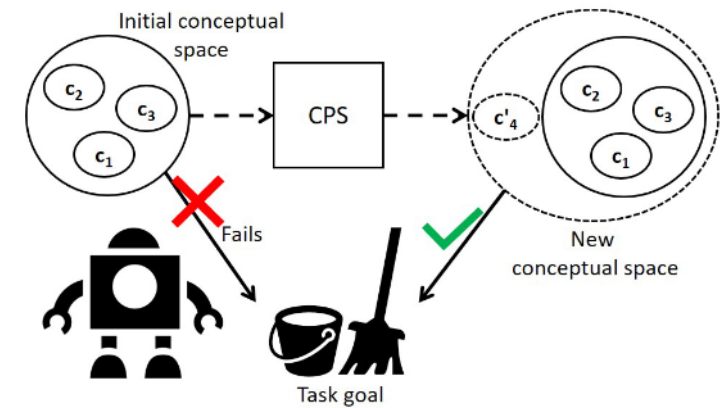 Initial conceptual
space
c2
c3
c1
CPS
c'4
c2
c3
c1
Fails
New
conceptual space
Task goal